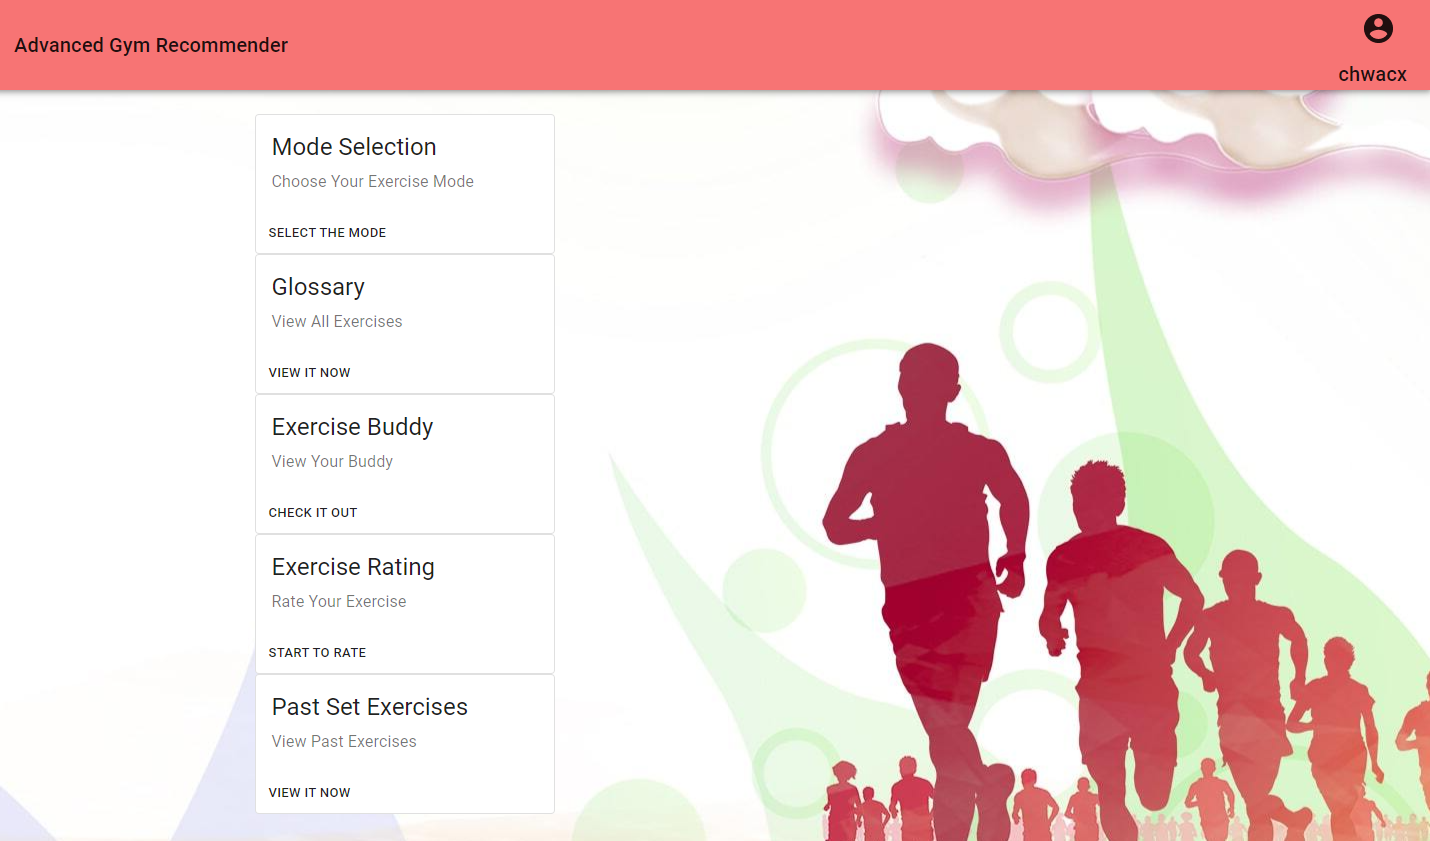 Advanced Gym Recommender
chwacx
Mode Selection
Choose Your Exercise Mode
SELECT THE MODE
Glossary
View All Exercises
VIEW IT NOW
Exercise Buddy
View Your Buddy
CHECK IT OUT
Exercise Rating
Rate Your Exercise
START TO RATE
Past Set Exercises
View Past Exercises
VIEW IT NOW